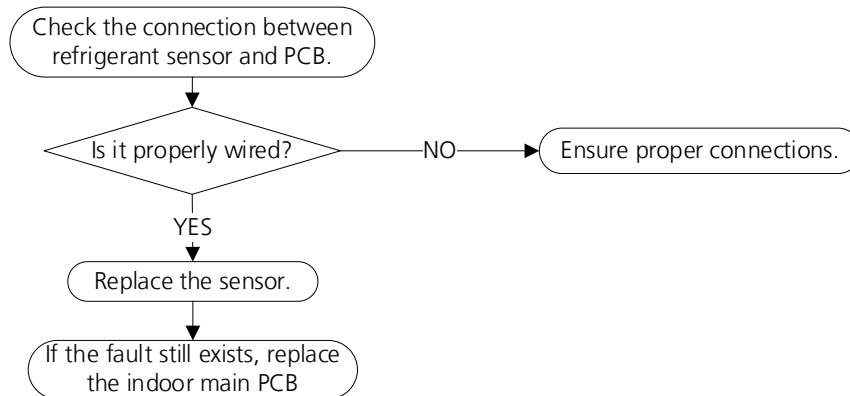 Check the connection between
refrigerant sensor and PCB.
Is it properly wired?
NO
Ensure proper connections.
YES
Replace the sensor.
If the fault still exists, replace
the indoor main PCB